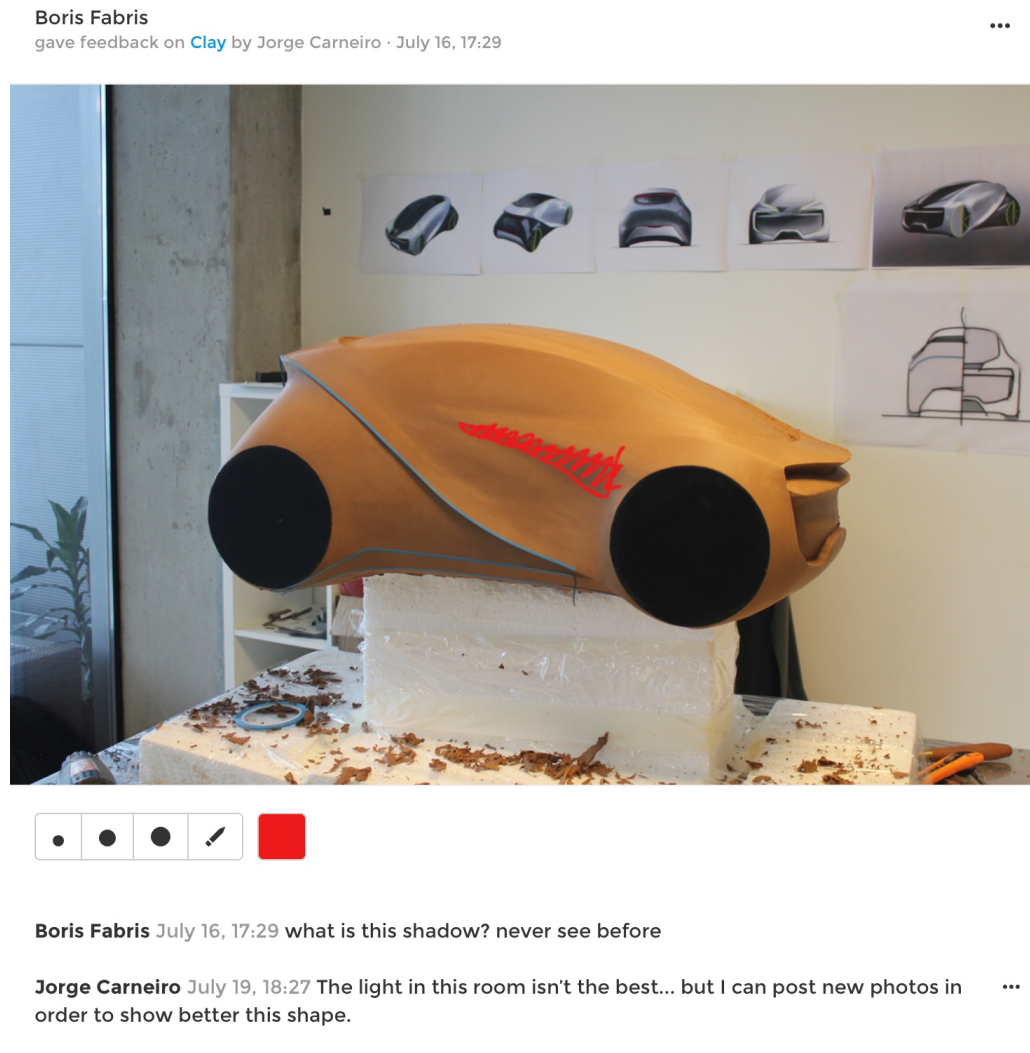 Boris Fabris
gave feedback on Clay by Jorge Carneiro · July 16, 17:29
Boris Fabris July 16, 17:29 what is this shadow? never see before
Jorge Carneiro July 19, 18:27 The light in this room isn't the best... but I can post new photos in
order to show better this shape.